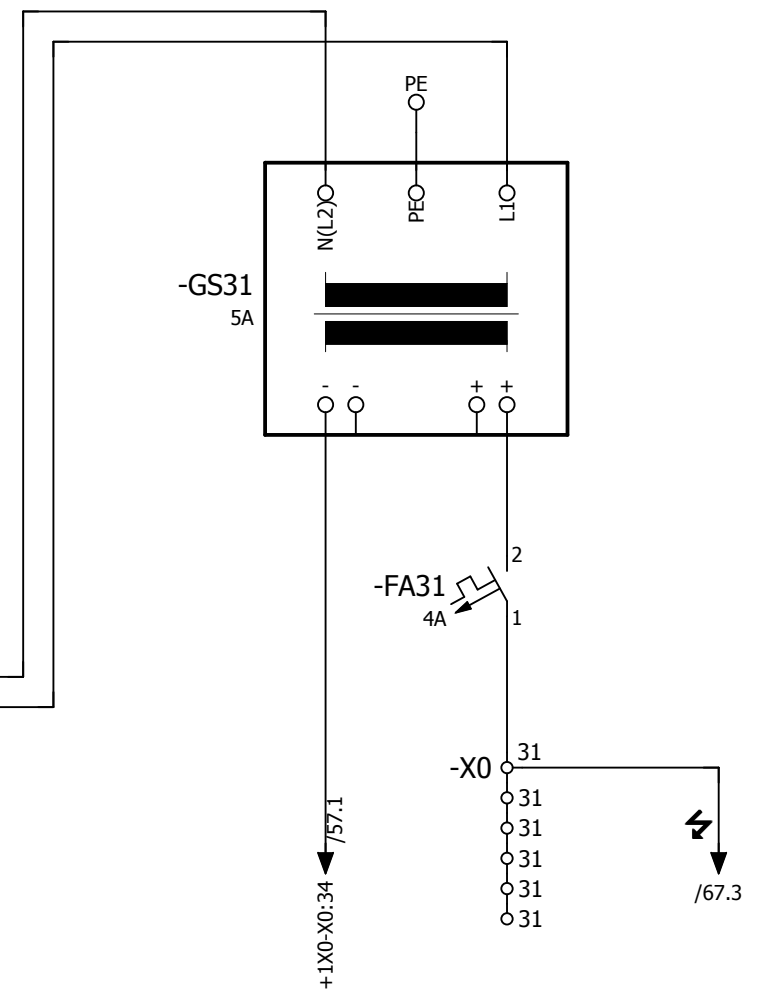 PE
N(L2)
PE
L1
-GS31
5A
-
-
+
+
2
-FA31
4A
1
31
-X0
31
31
31
31
31
/57.1
+1X0-X0:34
/67.3